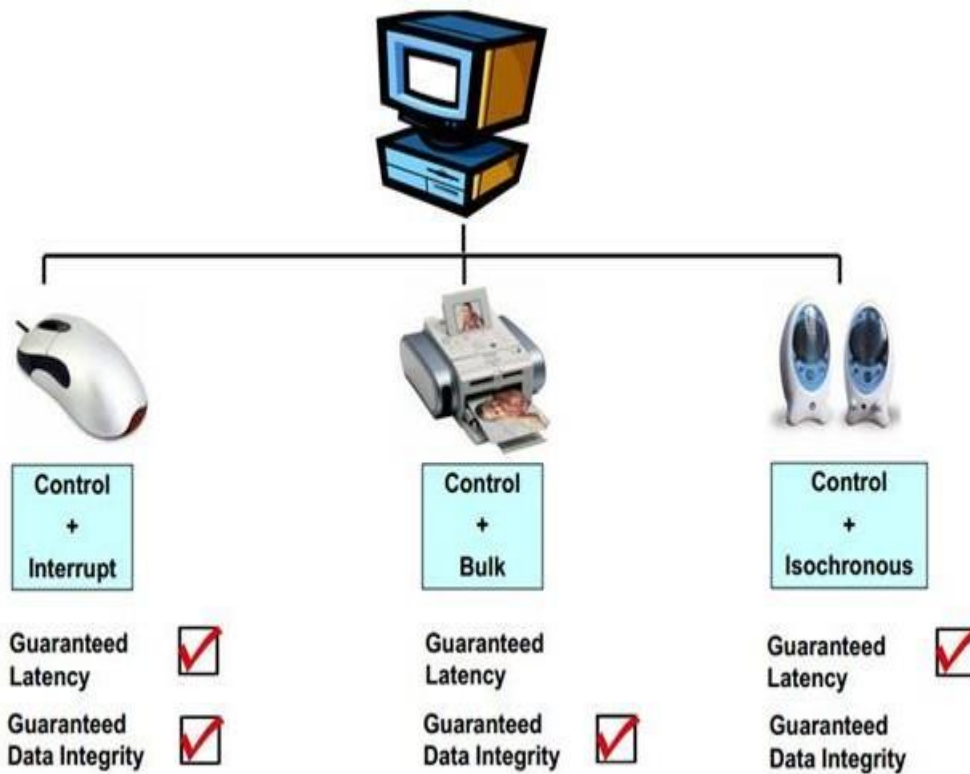 Control
+
Interrupt
Control
+
Bulk
Control
+
Isochronous
Guaranteed
Latency
Guaranteed
Data Integrity
Guaranteed
Latency
Guaranteed
Data Integrity
Guaranteed
Latency
Guaranteed
Data Integrity